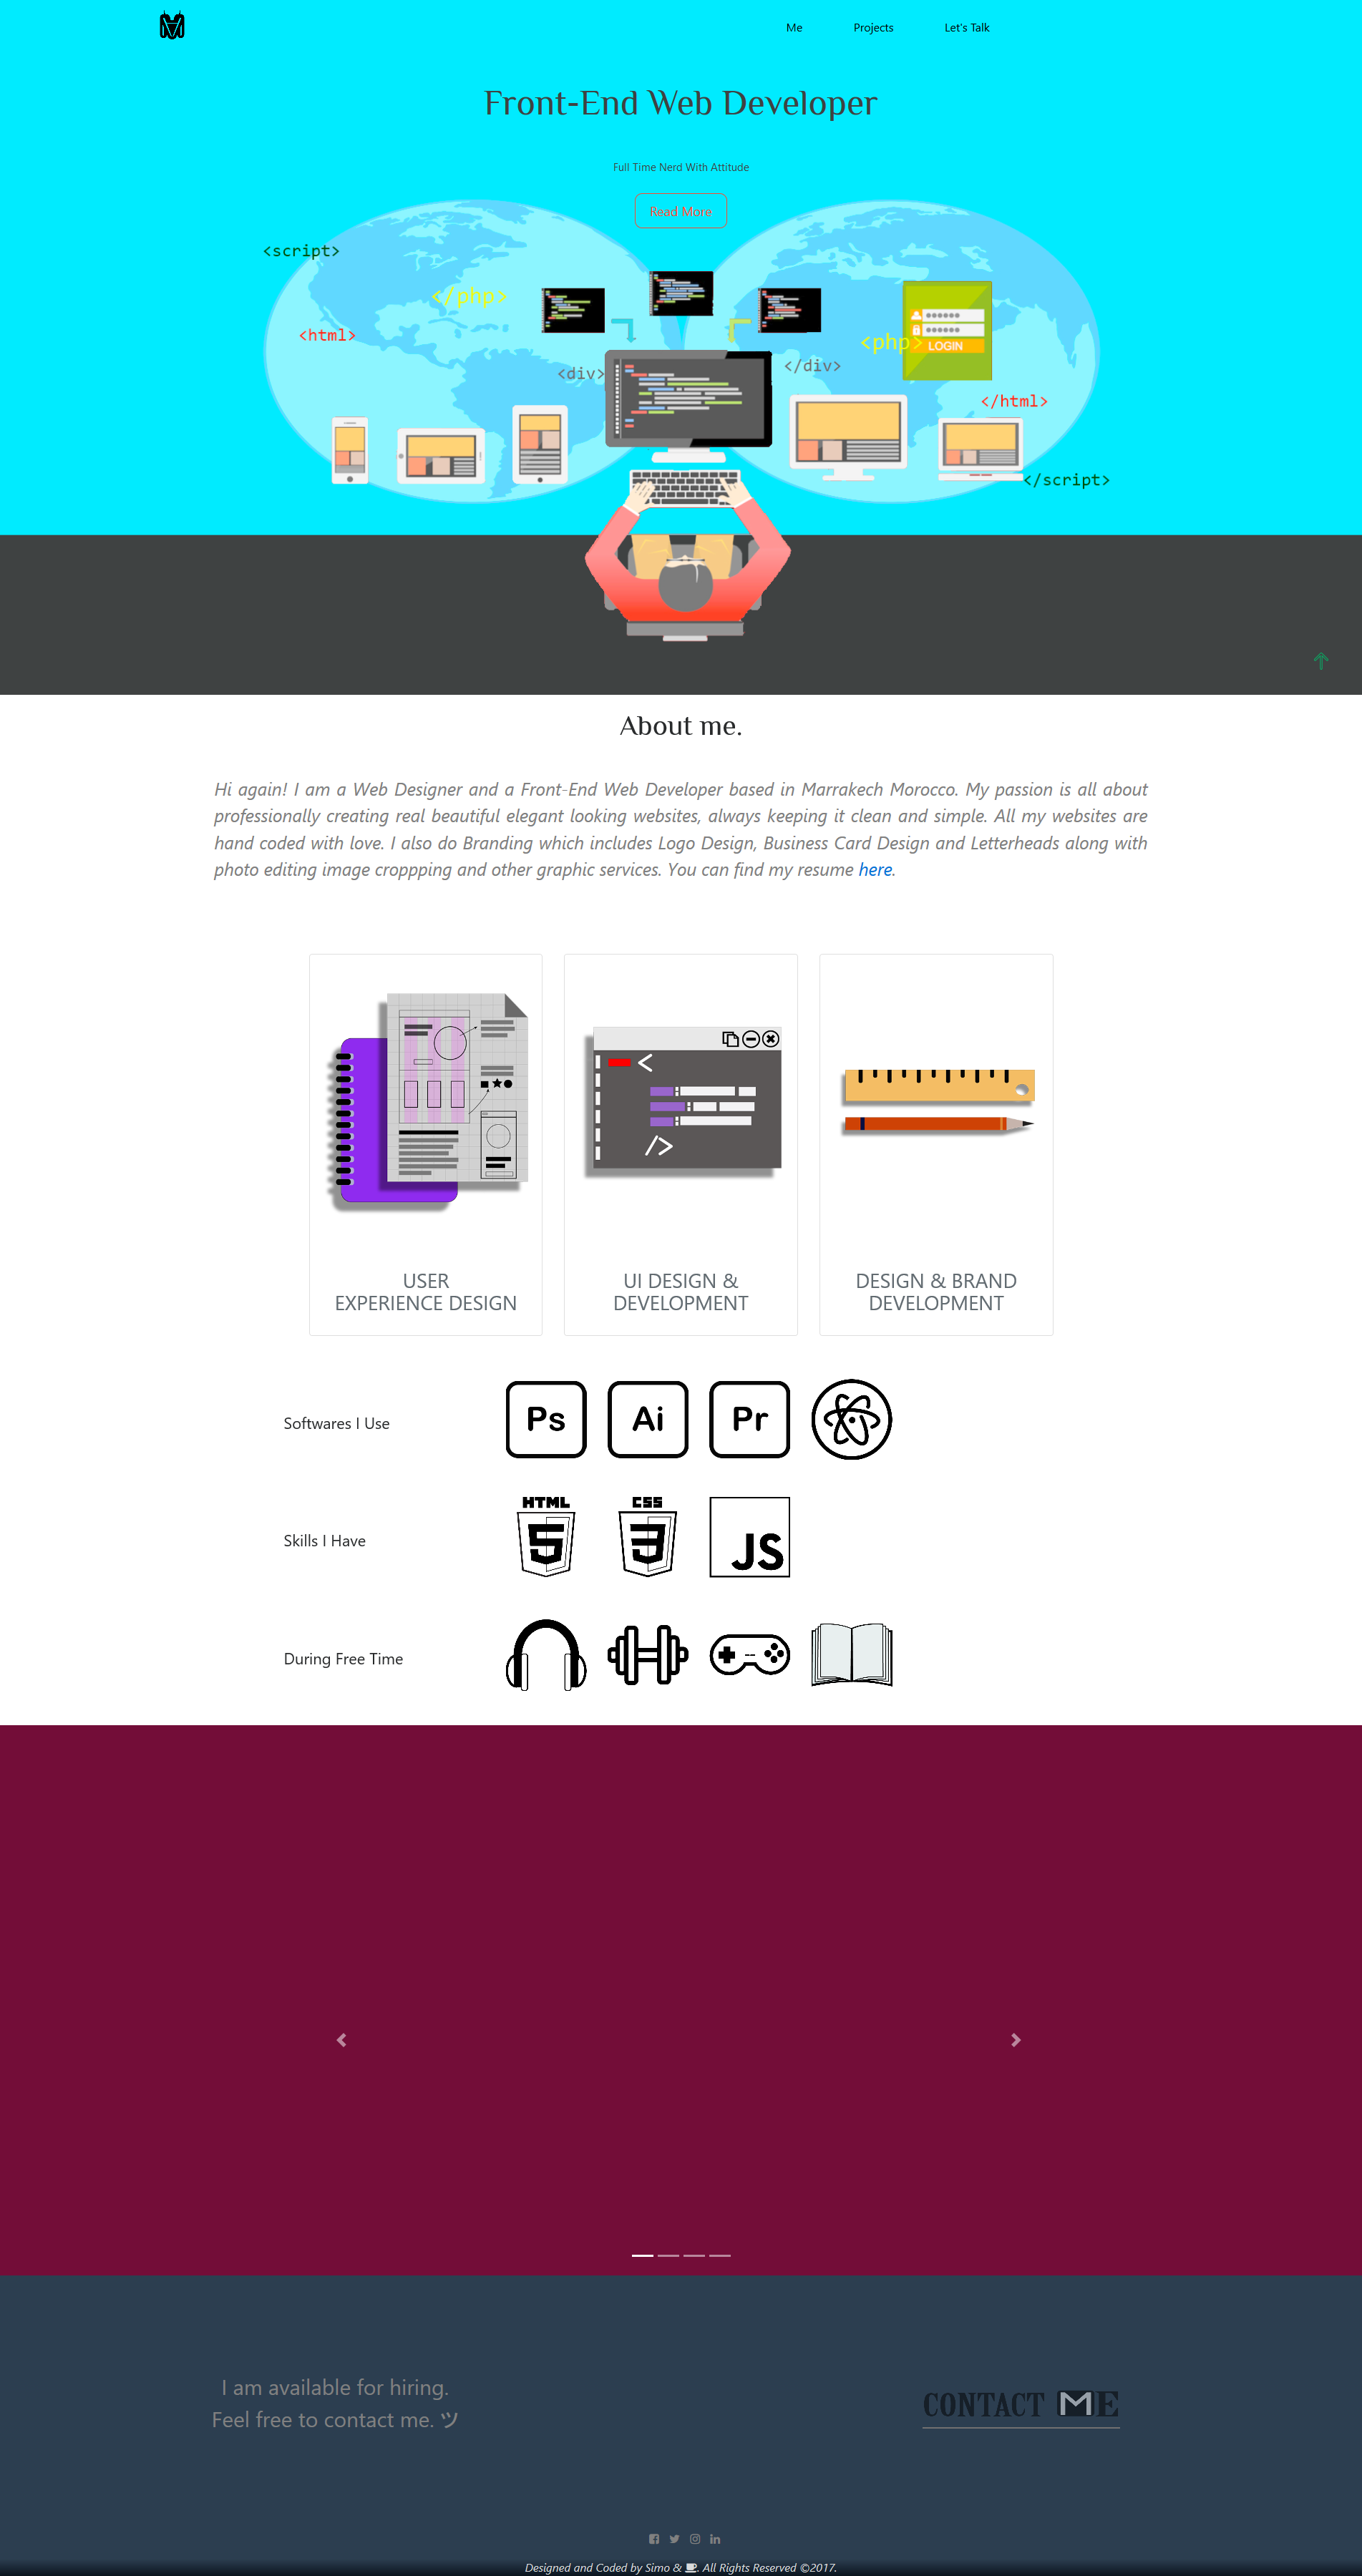 Me Projects Let's Talk
Front-End Web Developer
Full Time Nerd With Attitude
Read More
<script>
</php>
<html>
<php>
LOGIN
<div>
</div>
</html>
</script>
About me.
Hi again! I am a Web Designer and a Front-End Web Developer based in Marrakech Morocco. My passion is all about
professionally creating real beautiful elegant looking websites, always keeping it clean and simple. All my websites are
hand coded with love. I also do Branding which includes Logo Design, Business Card Design and Letterheads along with
photo editing image croppping and other graphic services. You can find my resume here.
USER
EXPERIENCE DESIGN
UI DESIGN &
DEVELOPMENT
DESIGN & BRAND
DEVELOPMENT
Softwares I Use
Ps Ai Pr
Skills I Have
HTML
5
CSS
3
JS
During Free Time
I am available for hiring.
Feel free to contact me. ツ
CONTACT ME
Designed and Coded by Simo & . All Rights Reserved ©2017.